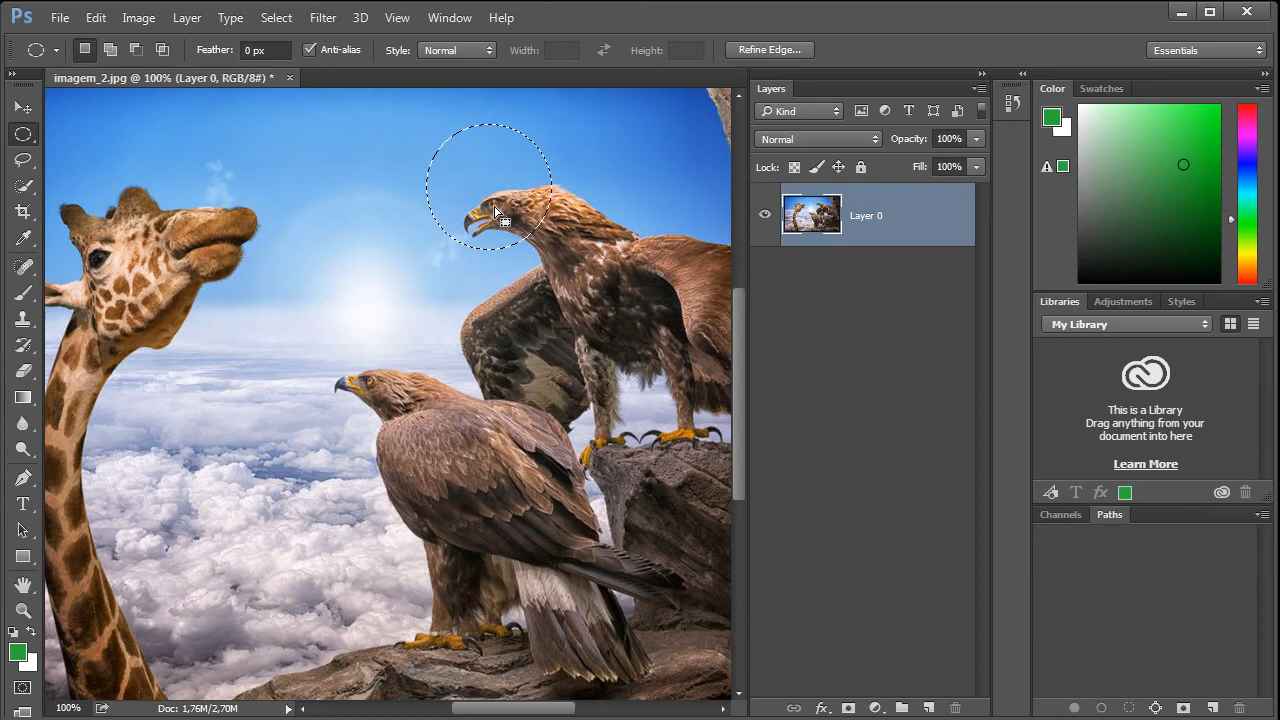 Ps File Edit Image Layer Type Select Filter 3D View Window Help
Feather: 0 px Anti-alias Style: Normal Width: Height: Refine Edge... Essentials
imagem_2.jpg @ 100% (Layer 0, RGB/8#) *
Layers
Kind
Normal Opacity: 100%
Lock: Fill: 100%
Layer 0
Color Swatches
Libraries Adjustments Styles
My Library
This is a Library
Drag anything from your
document into here
Learn More
Channels Paths
100% Doc: 1,76M/2,70M